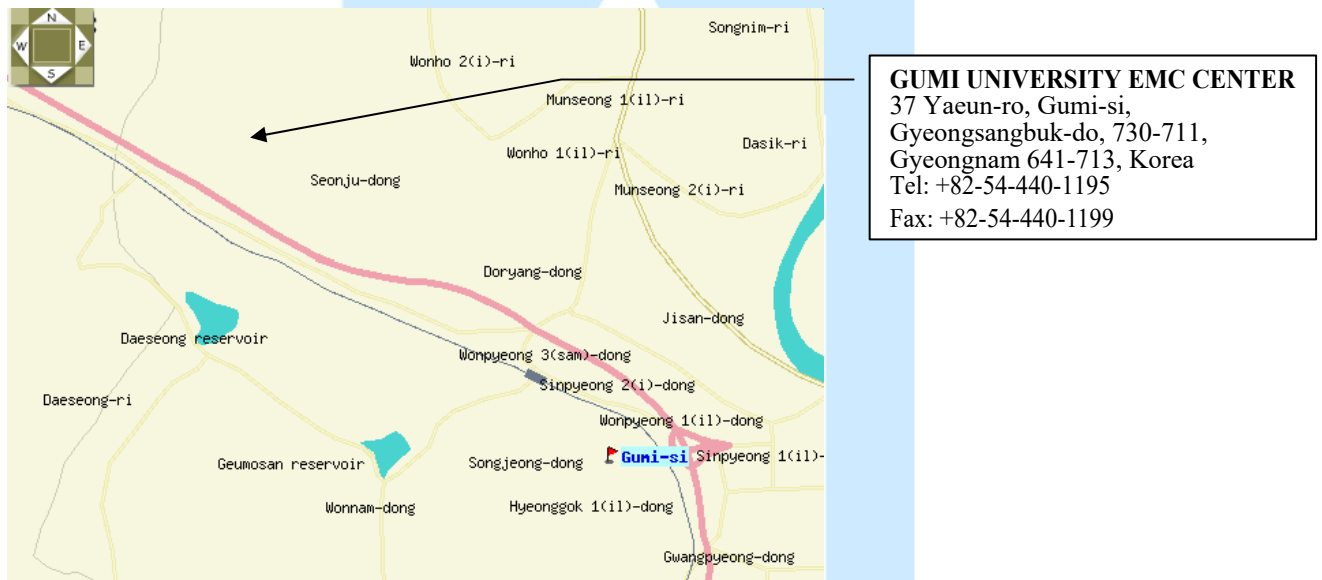 N
W E
S
Songnim-ri
Wonho 2(i)-ri
Munseong 1(il)-ri
Dasik-ri
Wonho 1(il)-ri
Seonju-dong
Munseong 2(i)-ri
Doryang-dong
Jisan-dong
Daeseong reservoir
Wonpyeong 3(sam)-dong
Sinpyeong 2(i)-dong
Daeseong-ri
Wonpyeong 1(il)-dong
Gumi-si
Sinpyeong 1(il)-
Geumosan reservoir
Songjeong-dong
Wonnam-dong
Hyeonggok 1(il)-dong
Gwangpyeong-dong
GUMI UNIVERSITY EMC CENTER
37 Yaeun-ro, Gumi-si,
Gyeongsangbuk-do, 730-711,
Gyeongnam 641-713, Korea
Tel: +82-54-440-1195
Fax: +82-54-440-1199